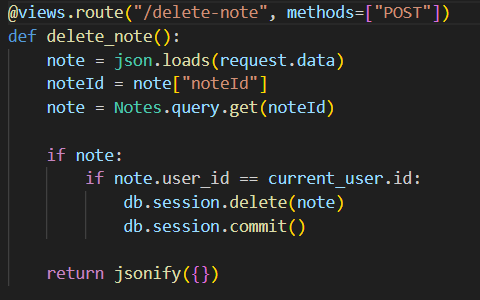 @views.route("/delete-note", methods=["POST"])
def delete_note():
    note = json.loads(request.data)
    noteId = note["noteId"]
    note = Notes.query.get(noteId)

    if note:
        if note.user_id == current_user.id:
            db.session.delete(note)
            db.session.commit()

    return jsonify({})